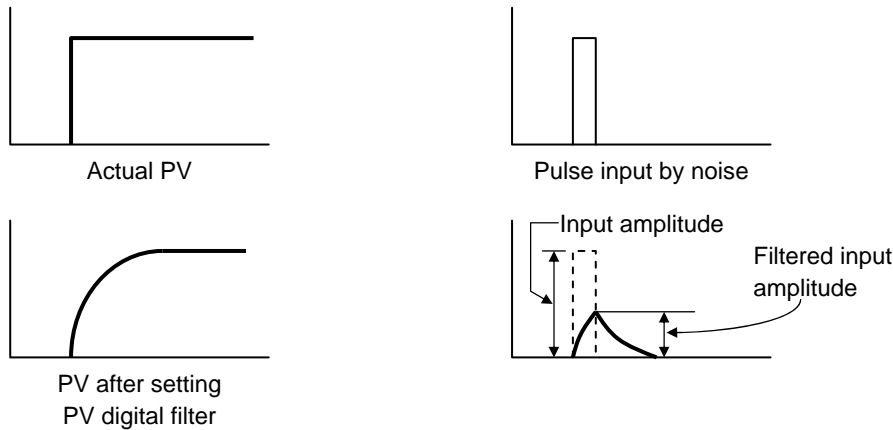 Actual PV
Pulse input by noise
Input amplitude
Filtered input
amplitude
PV after setting
PV digital filter